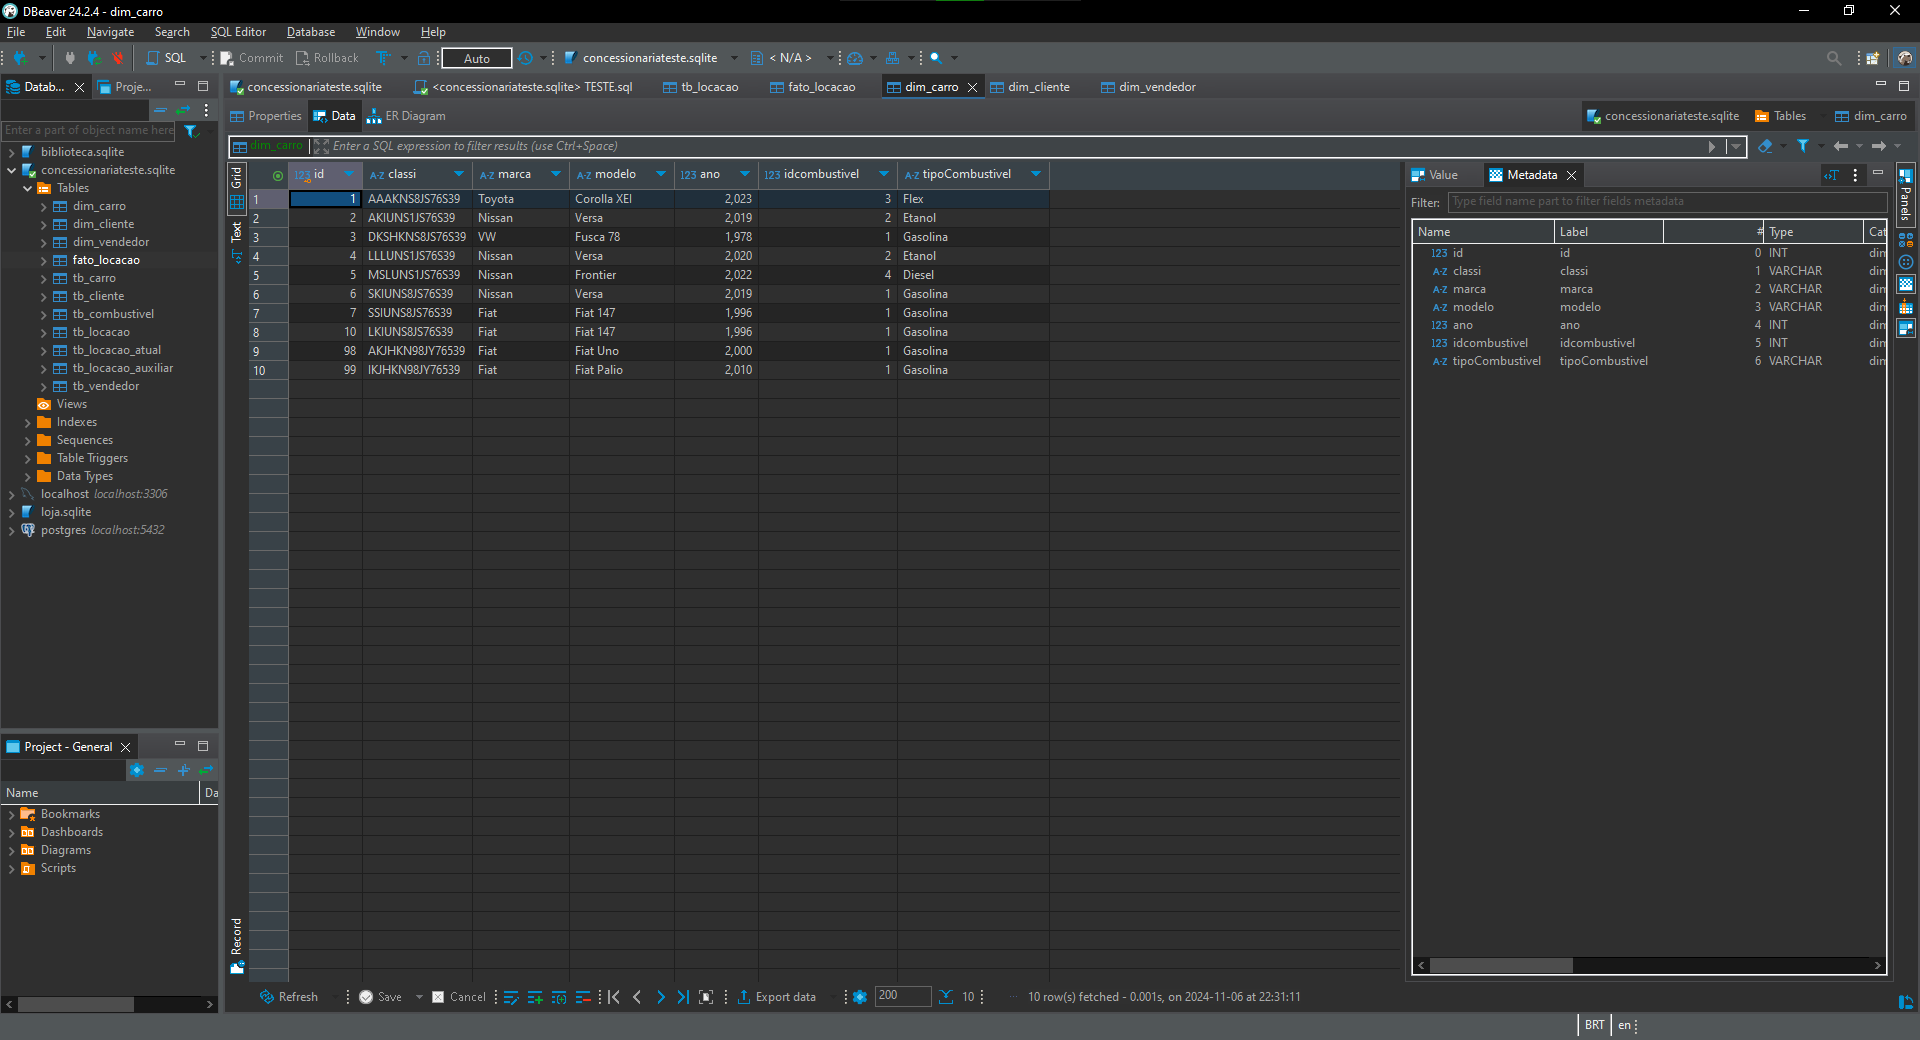 DBeaver 24.2.4 - dim_carro
File Edit Navigate Search SQL Editor Database Window Help
SQL Commit Rollback Auto concessionariateste.sqlite < N/A >
Datab... Proje...
Enter a part of object name here
biblioteca.sqlite
concessionariateste.sqlite
Tables
dim_carro
dim_cliente
dim_vendedor
fato_locacao
tb_carro
tb_cliente
tb_combustivel
tb_locacao
tb_locacao_atual
tb_locacao_auxiliar
tb_vendedor
Views
Indexes
Sequences
Table Triggers
Data Types
localhost localhost:3306
loja.sqlite
postgres localhost:5432
Project - General
Name Da
Bookmarks
Dashboards
Diagrams
Scripts
concessionariateste.sqlite <concessionariateste.sqlite> TESTE.sql tb_locacao fato_locacao dim_carro dim_cliente dim_vendedor
Properties Data ER Diagram concessionariateste.sqlite Tables dim_carro
dim_carro Enter a SQL expression to filter results (use Ctrl+Space)
Grid
Text
Record
123 id A-Z classi A-Z marca A-Z modelo 123 ano 123 idcombustivel A-Z tipoCombustivel
1 1 AAAKNS8JS76S39 Toyota Corolla XEI 2,023 3 Flex
2 2 AKIUNS1JS76S39 Nissan Versa 2,019 2 Etanol
3 3 DKSHKNS8JS76S39 VW Fusca 78 1,978 1 Gasolina
4 4 LLLUNS1JS76S39 Nissan Versa 2,020 2 Etanol
5 5 MSLUNS1JS76S39 Nissan Frontier 2,022 4 Diesel
6 6 SKIUNS8JS76S39 Nissan Versa 2,019 1 Gasolina
7 7 SSIUNS8JS76S39 Fiat Fiat 147 1,996 1 Gasolina
8 10 LKIUNS8JS76S39 Fiat Fiat 147 1,996 1 Gasolina
9 98 AKJHKN98JY76539 Fiat Fiat Uno 2,000 1 Gasolina
10 99 IKJHKN98JY76539 Fiat Fiat Palio 2,010 1 Gasolina
Refresh Save Cancel Export data 200 10 10 row(s) fetched - 0.001s, on 2024-11-06 at 22:31:11
Value Metadata
Filter: Type field name part to filter fields metadata
Name Label # Type Cat
123 id id 0 INT dim
A-Z classi classi 1 VARCHAR dim
A-Z marca marca 2 VARCHAR dim
A-Z modelo modelo 3 VARCHAR dim
123 ano ano 4 INT dim
123 idcombustivel idcombustivel 5 INT dim
A-Z tipoCombustivel tipoCombustivel 6 VARCHAR dim
Panels
BRT en